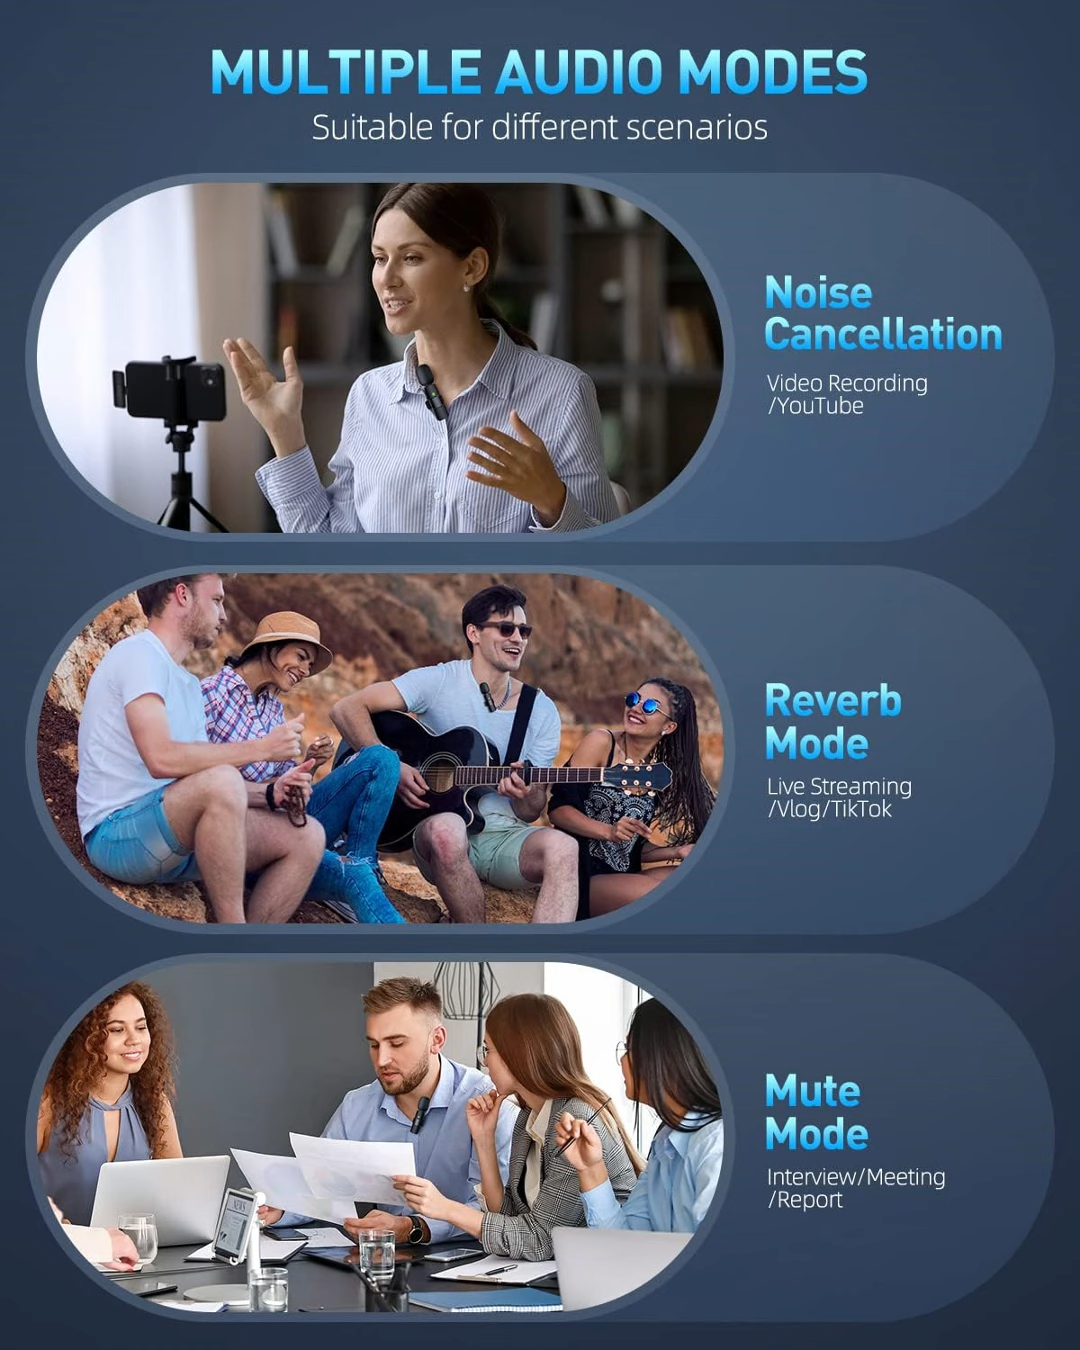 MULTIPLE AUDIO MODES
Suitable for different scenarios
Noise
Cancellation
Video Recording
/YouTube
Reverb
Mode
Live Streaming
/Vlog/TikTok
Mute
Mode
Interview/Meeting
/Report
NEWS